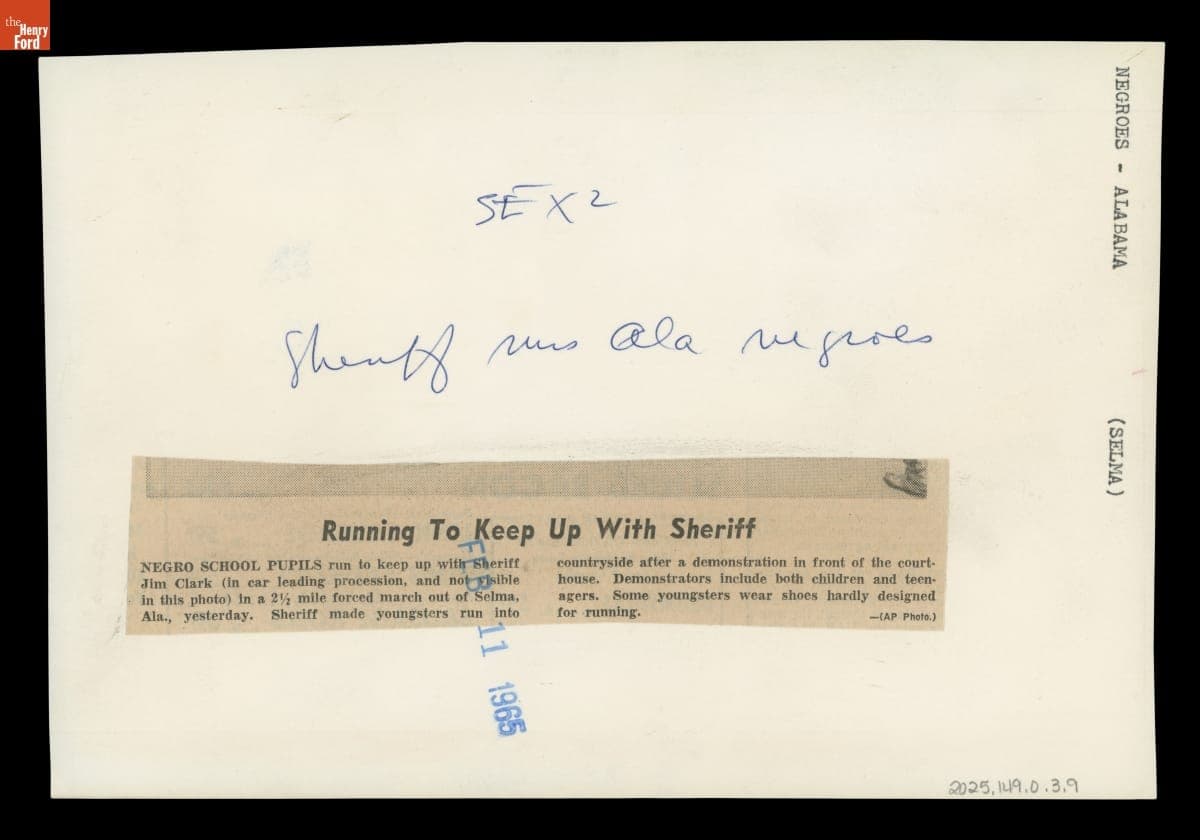 the
Henry
Ford
NEGROES - ALABAMA (SELMA)
SEX2
Sheriff runs Ala negroes
Running To Keep Up With Sheriff
NEGRO SCHOOL PUPILS run to keep up with Sheriff
Jim Clark (in car leading procession, and not visible
in this photo) in a 2½ mile forced march out of Selma,
Ala., yesterday. Sheriff made youngsters run into
countryside after a demonstration in front of the court-
house. Demonstrators include both children and teen-
agers. Some youngsters wear shoes hardly designed
for running. —(AP Photo.)
FEB 11 1965
2025.149.0.3.9